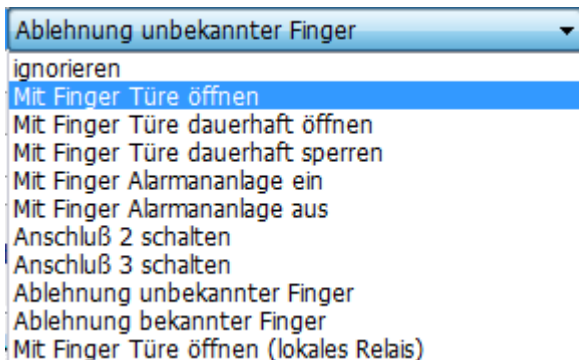 Ablehnung unbekannter Finger
ignorieren
Mit Finger Türe öffnen
Mit Finger Türe dauerhaft öffnen
Mit Finger Türe dauerhaft sperren
Mit Finger Alarmananlage ein
Mit Finger Alarmananlage aus
Anschluß 2 schalten
Anschluß 3 schalten
Ablehnung unbekannter Finger
Ablehnung bekannter Finger
Mit Finger Türe öffnen (lokales Relais)